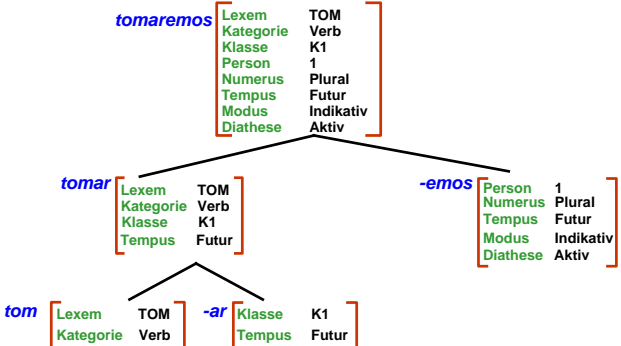 tomaremos
Lexem TOM
Kategorie Verb
Klasse K1
Person 1
Numerus Plural
Tempus Futur
Modus Indikativ
Diathese Aktiv
tomar
Lexem TOM
Kategorie Verb
Klasse K1
Tempus Futur
-emos
Person 1
Numerus Plural
Tempus Futur
Modus Indikativ
Diathese Aktiv
tom
Lexem TOM
Kategorie Verb
-ar
Klasse K1
Tempus Futur